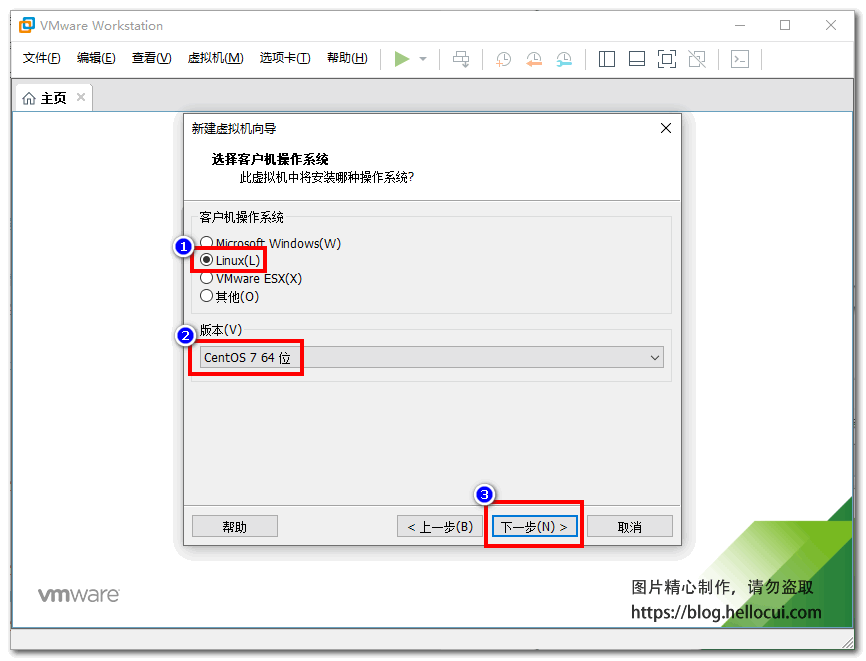 VMware Workstation
文件(F) 编辑(E) 查看(V) 虚拟机(M) 选项卡(T) 帮助(H)
主页
新建虚拟机向导
选择客户机操作系统
此虚拟机中将安装哪种操作系统?
客户机操作系统
Microsoft Windows(W)
1
Linux(L)
VMware ESX(X)
其他(O)
版本(V)
2
CentOS 7 64 位
3
帮助 < 上一步(B) 下一步(N) > 取消
vmware
图片精心制作，请勿盗取
https://blog.hellocui.com